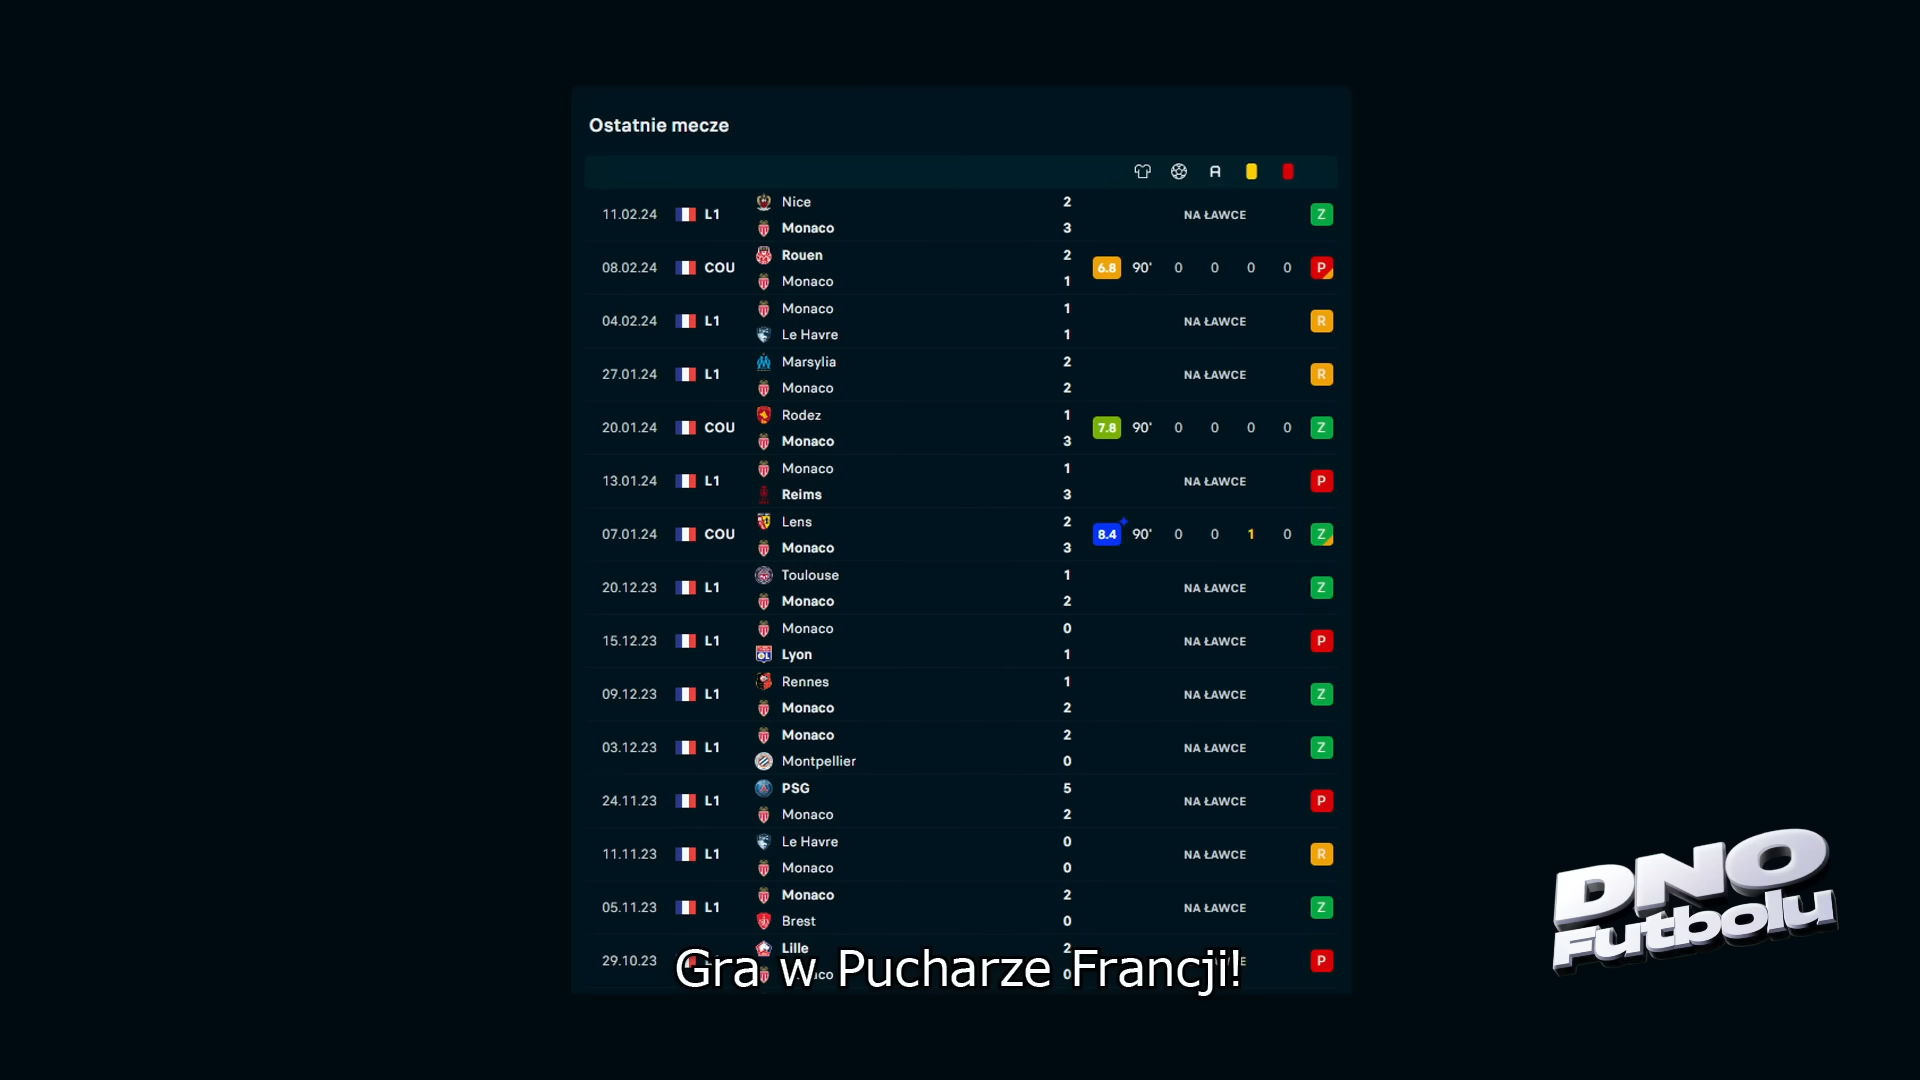 Ostatnie mecze
A
11.02.24 L1 Nice 2 NA ŁAWCE Z
Monaco 3
08.02.24 COU Rouen 2 6.8 90' 0 0 0 0 P
Monaco 1
04.02.24 L1 Monaco 1 NA ŁAWCE R
Le Havre 1
27.01.24 L1 Marsylia 2 NA ŁAWCE R
Monaco 2
20.01.24 COU Rodez 1 7.8 90' 0 0 0 0 Z
Monaco 3
13.01.24 L1 Monaco 1 NA ŁAWCE P
Reims 3
07.01.24 COU Lens 2 8.4 90' 0 0 1 0 Z
Monaco 3
20.12.23 L1 Toulouse 1 NA ŁAWCE Z
Monaco 2
15.12.23 L1 Monaco 0 NA ŁAWCE P
Lyon 1
09.12.23 L1 Rennes 1 NA ŁAWCE Z
Monaco 2
03.12.23 L1 Monaco 2 NA ŁAWCE Z
Montpellier 0
24.11.23 L1 PSG 5 NA ŁAWCE P
Monaco 2
11.11.23 L1 Le Havre 0 NA ŁAWCE R
Monaco 0
05.11.23 L1 Monaco 2 NA ŁAWCE Z
Brest 0
29.10.23 Lille 2 P
0
Gra w Pucharze Francji!
DNO
Futbolu